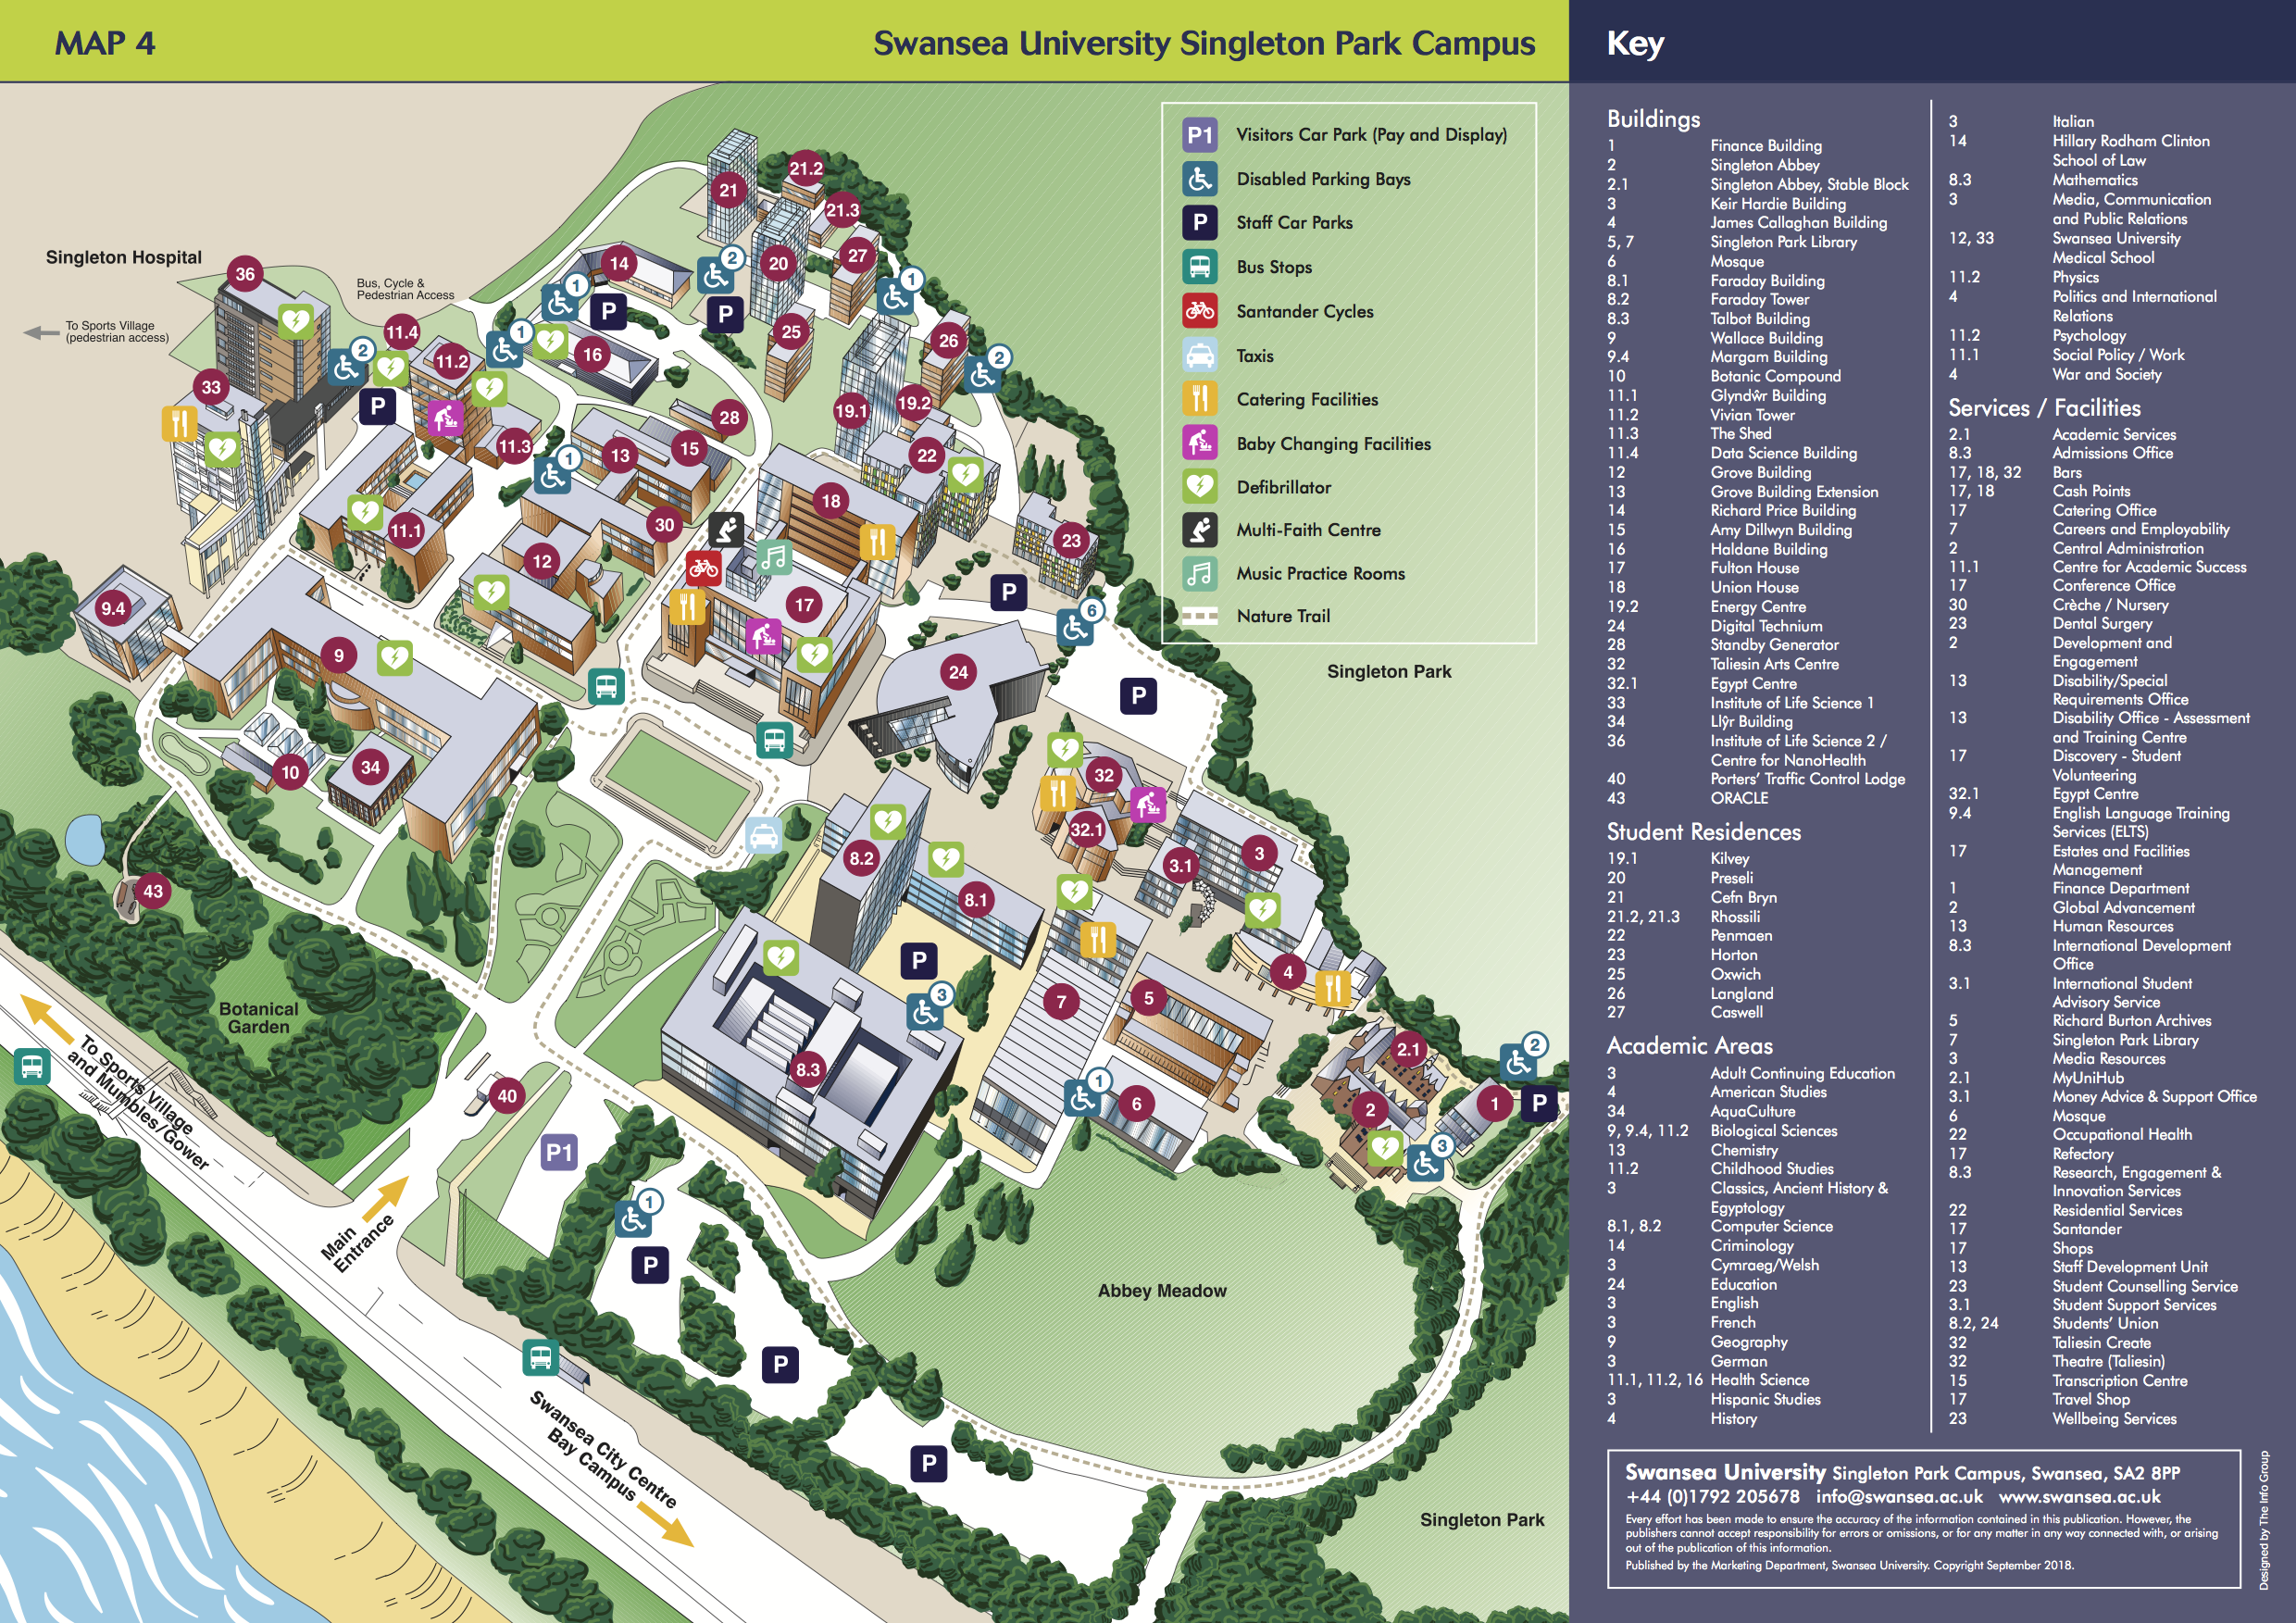 MAP 4
Swansea University Singleton Park Campus
Key
P1 Visitors Car Park (Pay and Display)
Disabled Parking Bays
P Staff Car Parks
Bus Stops
Santander Cycles
Taxis
Catering Facilities
Baby Changing Facilities
Defibrillator
Multi-Faith Centre
Music Practice Rooms
Nature Trail
Singleton Hospital
To Sports Village
(pedestrian access)
Bus, Cycle &
Pedestrian Access
21.2
21
21.3
14
2
20
27
1
36
1
P
P
1
25
26
2
11.4
2
11.2
16
33
P
19.1
19.2
28
11.3
1
13
15
22
18
11.1
30
23
12
P
9.4
17
6
9
24
P
Singleton Park
10
34
32
32.1
8.2
3.1
3
43
8.1
P
3
7
5
4
Botanical
Garden
To Sports Village
and Mumbles/Gower
8.3
2.1
2
40
1
6
2
1
P
P1
3
Main
Entrance
1
P
Abbey Meadow
P
Swansea City Centre
Bay Campus
P
Singleton Park
Buildings
1 Finance Building
2 Singleton Abbey
2.1 Singleton Abbey, Stable Block
3 Keir Hardie Building
4 James Callaghan Building
5, 7 Singleton Park Library
6 Mosque
8.1 Faraday Building
8.2 Faraday Tower
8.3 Talbot Building
9 Wallace Building
9.4 Margam Building
10 Botanic Compound
11.1 Glyndŵr Building
11.2 Vivian Tower
11.3 The Shed
11.4 Data Science Building
12 Grove Building
13 Grove Building Extension
14 Richard Price Building
15 Amy Dillwyn Building
16 Haldane Building
17 Fulton House
18 Union House
19.2 Energy Centre
24 Digital Technium
28 Standby Generator
32 Taliesin Arts Centre
32.1 Egypt Centre
33 Institute of Life Science 1
34 Llŷr Building
36 Institute of Life Science 2 /
Centre for NanoHealth
40 Porters' Traffic Control Lodge
43 ORACLE
Student Residences
19.1 Kilvey
20 Preseli
21 Cefn Bryn
21.2, 21.3 Rhossili
22 Penmaen
23 Horton
25 Oxwich
26 Langland
27 Caswell
Academic Areas
3 Adult Continuing Education
4 American Studies
34 AquaCulture
9, 9.4, 11.2 Biological Sciences
13 Chemistry
11.2 Childhood Studies
3 Classics, Ancient History &
Egyptology
8.1, 8.2 Computer Science
14 Criminology
3 Cymraeg/Welsh
24 Education
3 English
3 French
9 Geography
3 German
11.1, 11.2, 16 Health Science
3 Hispanic Studies
4 History
3 Italian
14 Hillary Rodham Clinton
School of Law
8.3 Mathematics
3 Media, Communication
and Public Relations
12, 33 Swansea University
Medical School
11.2 Physics
4 Politics and International
Relations
11.2 Psychology
11.1 Social Policy / Work
4 War and Society
Services / Facilities
2.1 Academic Services
8.3 Admissions Office
17, 18, 32 Bars
17, 18 Cash Points
17 Catering Office
7 Careers and Employability
2 Central Administration
11.1 Centre for Academic Success
17 Conference Office
30 Crèche / Nursery
23 Dental Surgery
2 Development and
Engagement
13 Disability/Special
Requirements Office
13 Disability Office - Assessment
and Training Centre
17 Discovery - Student
Volunteering
32.1 Egypt Centre
9.4 English Language Training
Services (ELTS)
17 Estates and Facilities
Management
1 Finance Department
2 Global Advancement
13 Human Resources
8.3 International Development
Office
3.1 International Student
Advisory Service
5 Richard Burton Archives
7 Singleton Park Library
3 Media Resources
2.1 MyUniHub
3.1 Money Advice & Support Office
6 Mosque
22 Occupational Health
17 Refectory
8.3 Research, Engagement &
Innovation Services
22 Residential Services
17 Santander
17 Shops
13 Staff Development Unit
23 Student Counselling Service
3.1 Student Support Services
8.2, 24 Students' Union
32 Taliesin Create
32 Theatre (Taliesin)
15 Transcription Centre
17 Travel Shop
23 Wellbeing Services
Swansea University Singleton Park Campus, Swansea, SA2 8PP
+44 (0)1792 205678 info@swansea.ac.uk www.swansea.ac.uk
Every effort has been made to ensure the accuracy of the information contained in this publication. However, the
publishers cannot accept responsibility for errors or omissions, or for any matter in any way connected with, or arising
out of the publication of this information.
Published by the Marketing Department, Swansea University. Copyright September 2018.
Designed by The Info Group